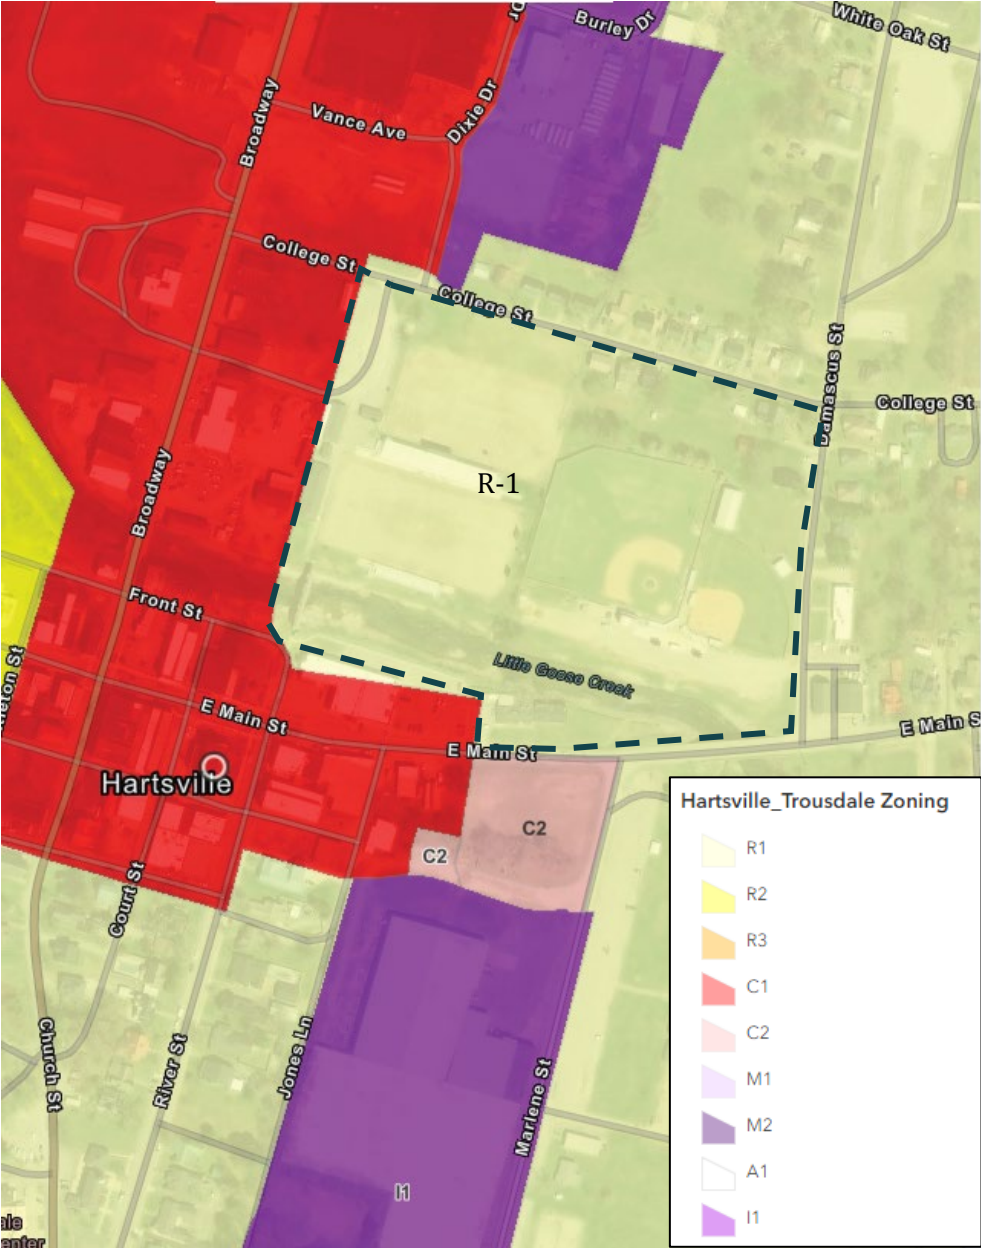 Burley Dr
White Oak St
Broadway
Vance Ave
Dixie Dr
College St
College St
Damascus St
College St
R-1
Broadway
Front St
Little Goose Creek
E Main St
E Main St
E Main S
Hartsville
C2
C2
Court St
Church St
River St
Jones Ln
Marlene St
I1
Hartsville_Trousdale Zoning
R1
R2
R3
C1
C2
M1
M2
A1
I1